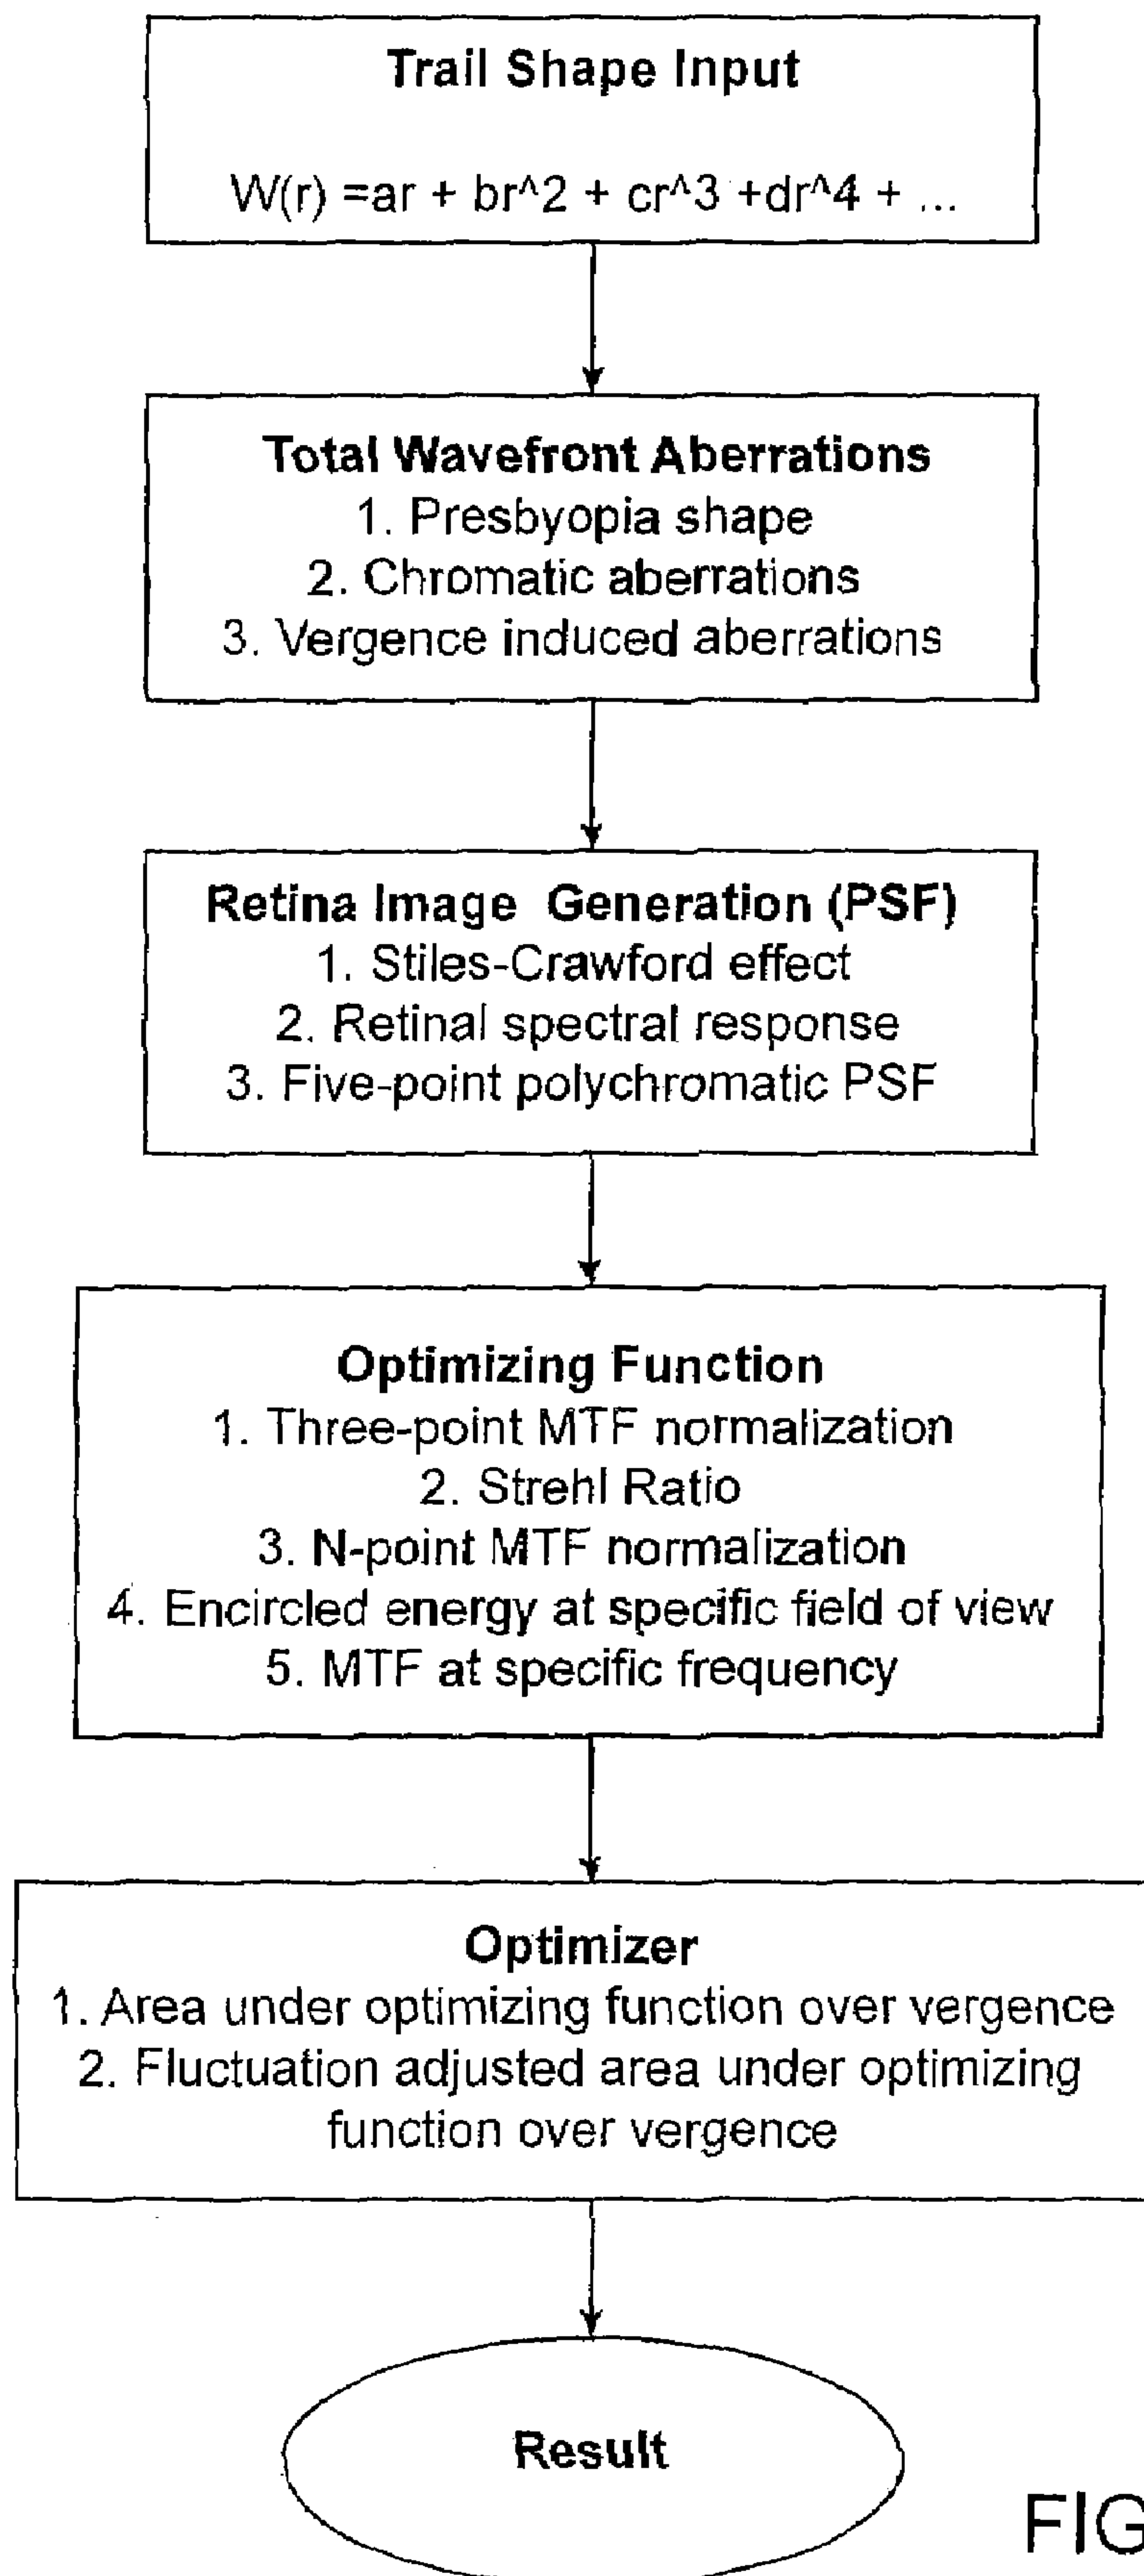 Trail Shape Input
W(r) =ar + br^2 + cr^3 +dr^4 + ...
Total Wavefront Aberrations
1. Presbyopia shape
2. Chromatic aberrations
3. Vergence induced aberrations
Retina Image Generation (PSF)
1. Stiles-Crawford effect
2. Retinal spectral response
3. Five-point polychromatic PSF
Optimizing Function
1. Three-point MTF normalization
2. Strehl Ratio
3. N-point MTF normalization
4. Encircled energy at specific field of view
5. MTF at specific frequency
Optimizer
1. Area under optimizing function over vergence
2. Fluctuation adjusted area under optimizing
function over vergence
Result
FIG